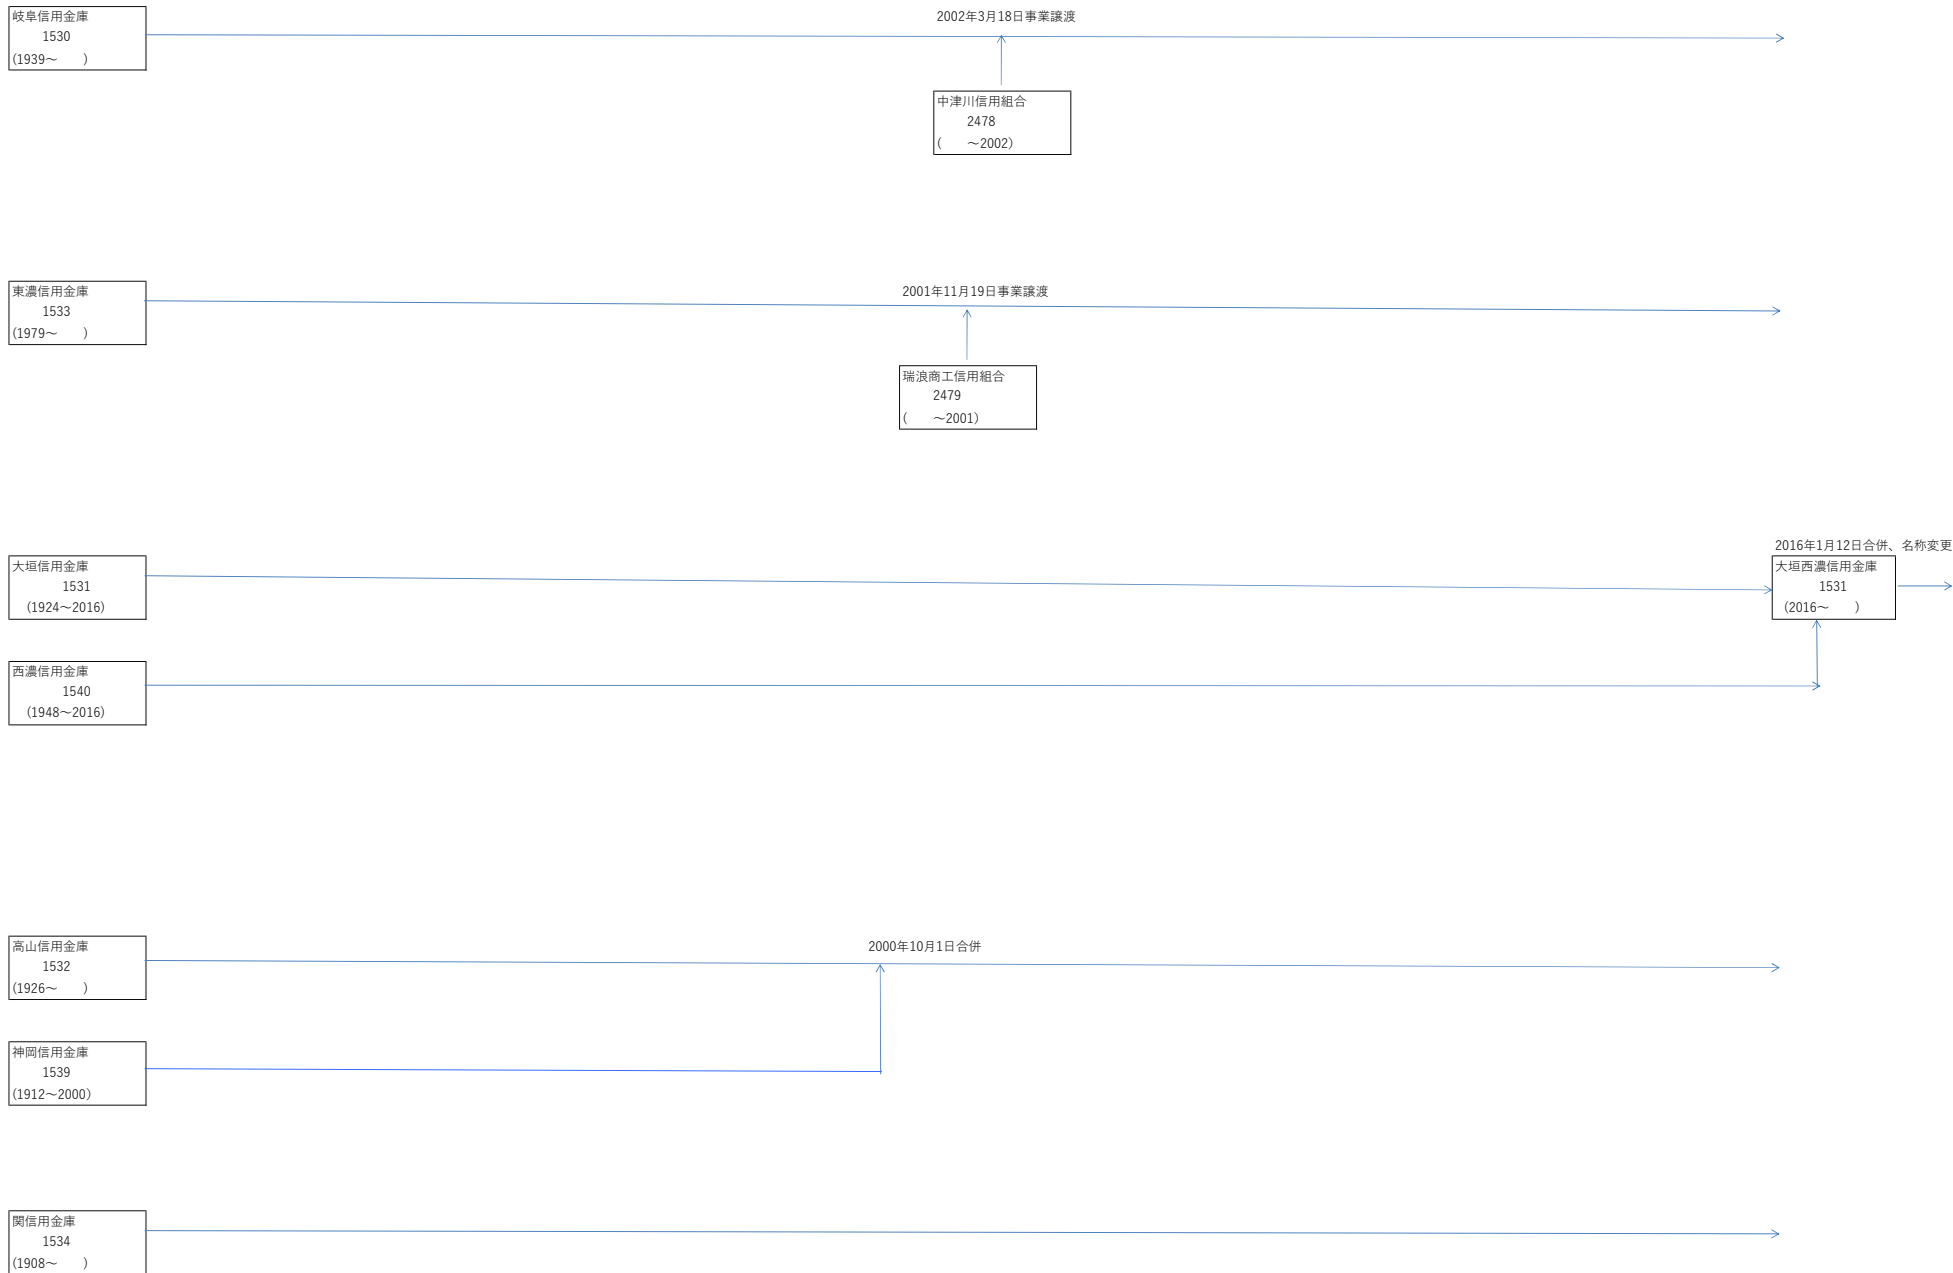 岐阜信用金庫
1530
(1939～　　)
2002年3月18日事業譲渡
中津川信用組合
2478
(　　～2002)
東濃信用金庫
1533
(1979～　　)
2001年11月19日事業譲渡
瑞浪商工信用組合
2479
(　　～2001)
2016年1月12日合併、名称変更
大垣信用金庫
1531
(1924～2016)
大垣西濃信用金庫
1531
(2016～　　)
西濃信用金庫
1540
(1948～2016)
高山信用金庫
1532
(1926～　　)
2000年10月1日合併
神岡信用金庫
1539
(1912～2000)
関信用金庫
1534
(1908～　　)